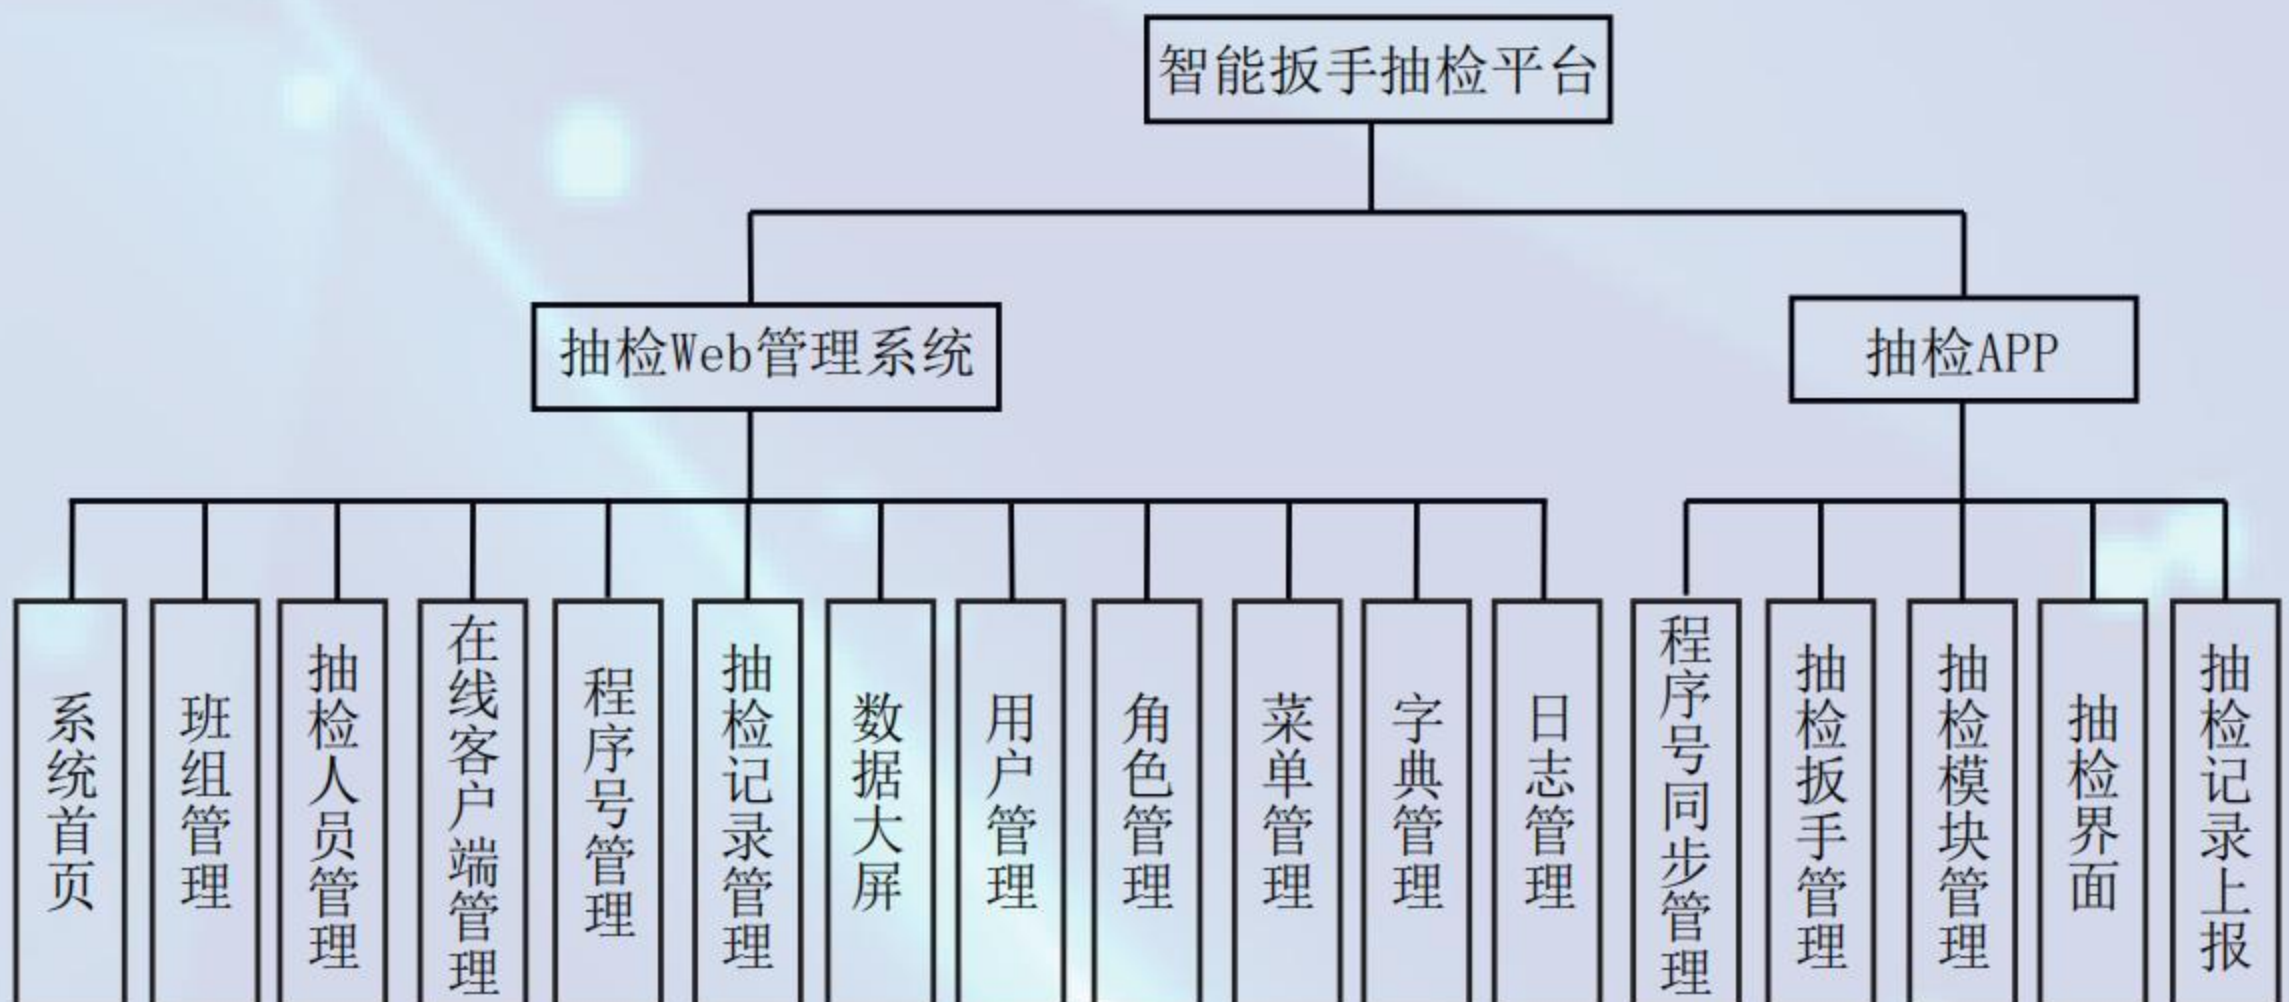 智能扳手抽检平台
抽检Web管理系统
抽检APP
系统首页
班组管理
抽检人员管理
在线客户端管理
程序号管理
抽检记录管理
数据大屏
用户管理
角色管理
菜单管理
字典管理
日志管理
程序号同步管理
抽检扳手管理
抽检模块管理
抽检界面
抽检记录上报